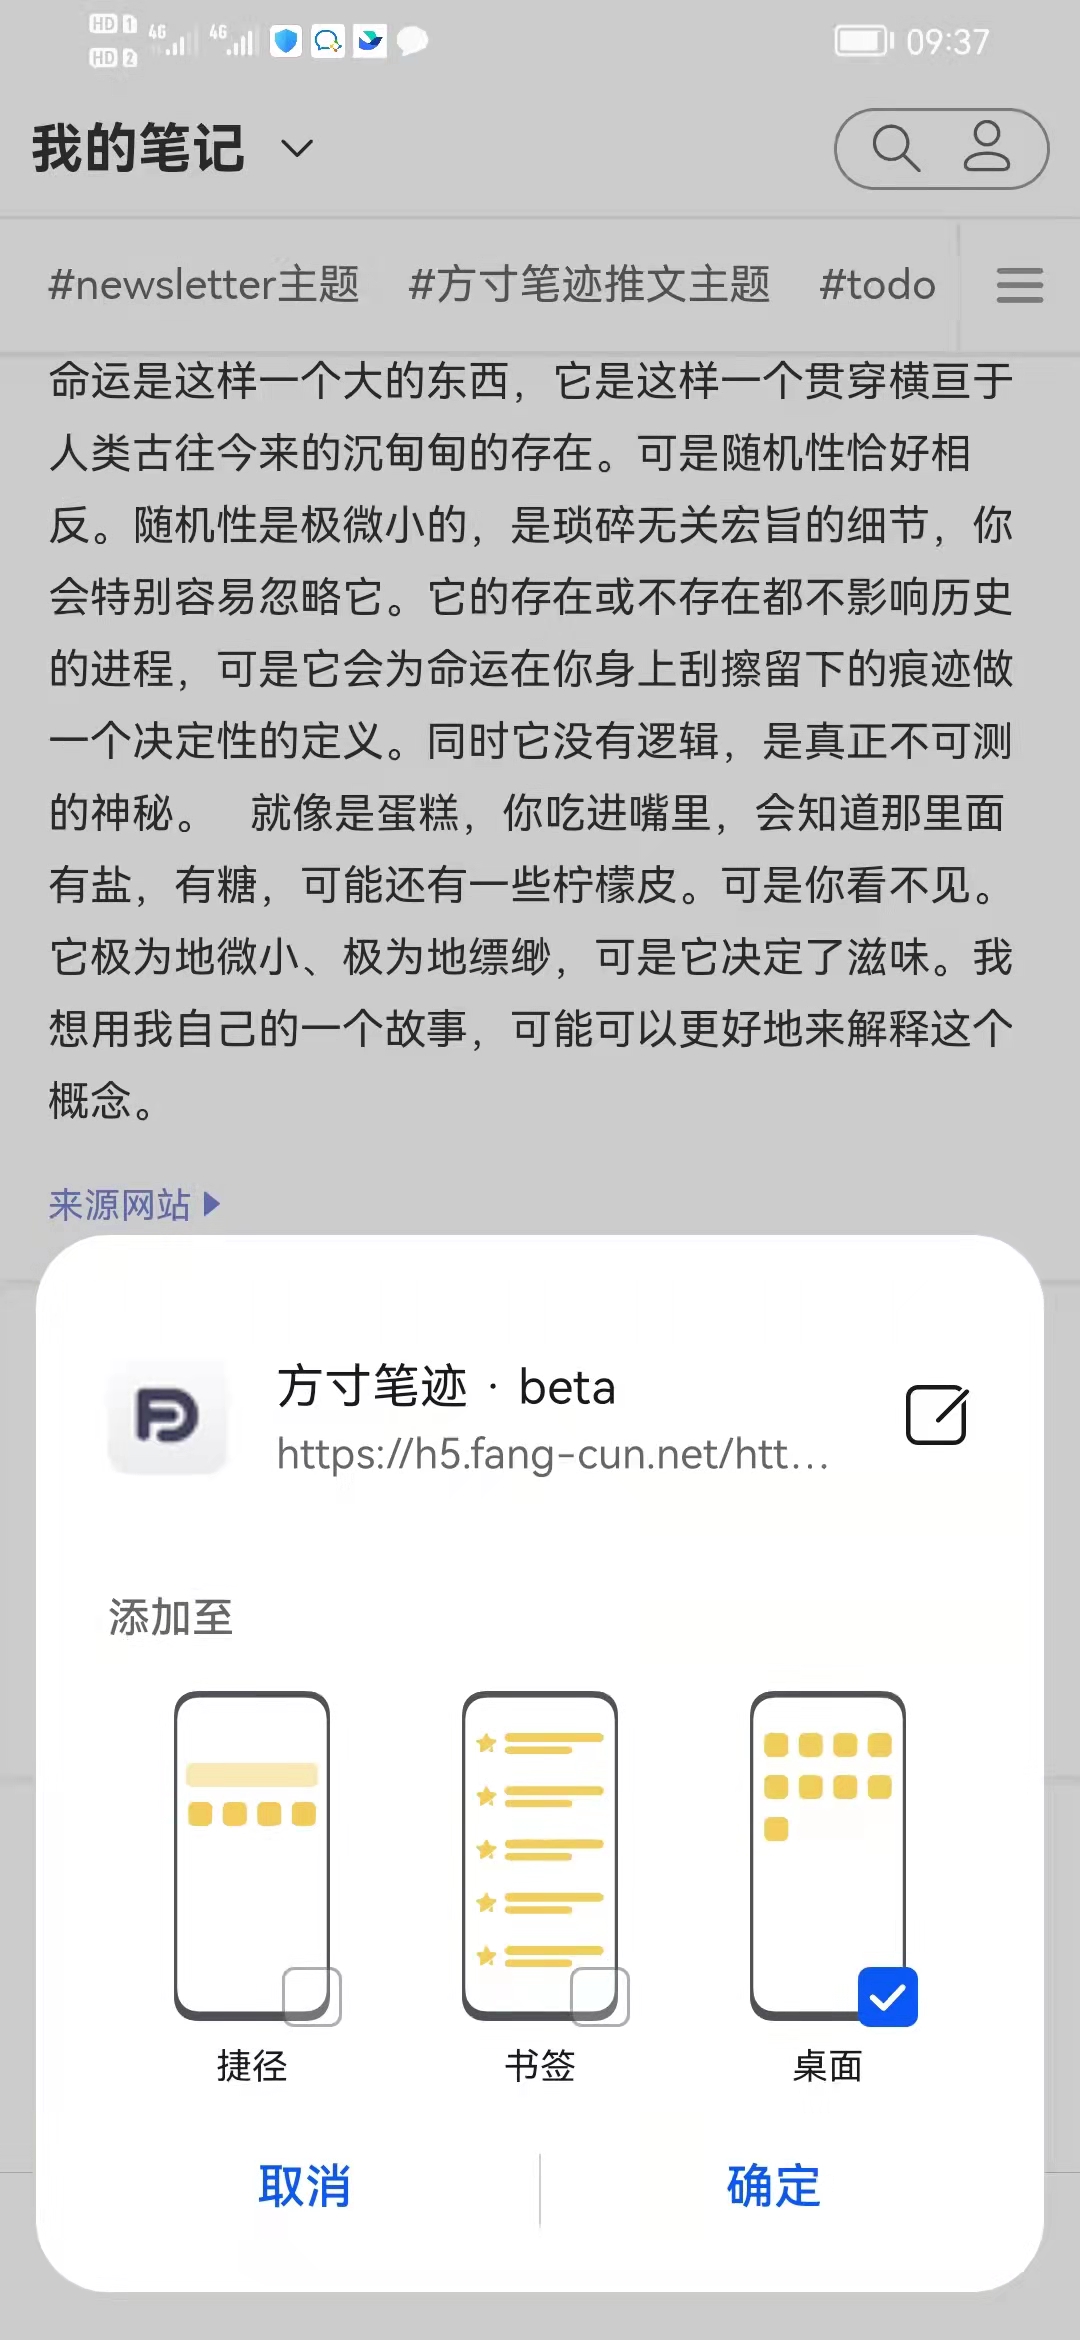 HD 1 4G 4G 09:37
HD 2
我的笔记
#newsletter主题 #方寸笔迹推文主题 #todo
命运是这样一个大的东西，它是这样一个贯穿横亘于
人类古往今来的沉甸甸的存在。可是随机性恰好相
反。随机性是极微小的，是琐碎无关宏旨的细节，你
会特别容易忽略它。它的存在或不存在都不影响历史
的进程，可是它会为命运在你身上刮擦留下的痕迹做
一个决定性的定义。同时它没有逻辑，是真正不可测
的神秘。 就像是蛋糕，你吃进嘴里，会知道那里面
有盐，有糖，可能还有一些柠檬皮。可是你看不见。
它极为地微小、极为地缥缈，可是它决定了滋味。我
想用我自己的一个故事，可能可以更好地来解释这个
概念。
来源网站
方寸笔迹 · beta
https://h5.fang-cun.net/htt...
添加至
捷径 书签 桌面
取消 确定